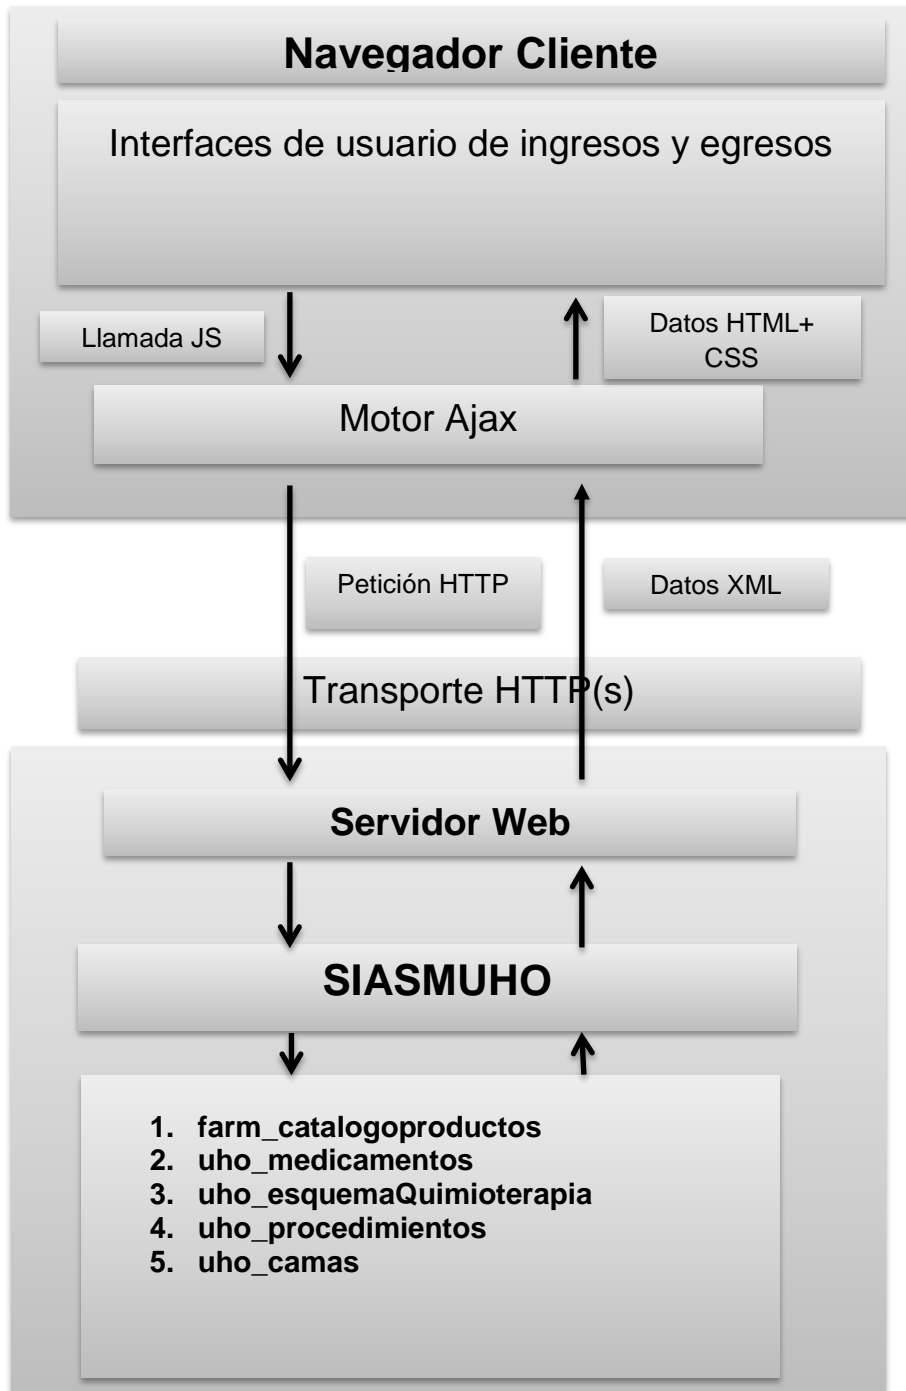 Navegador Cliente
Interfaces de usuario de ingresos y egresos
Llamada JS
Datos HTML+
CSS
Motor Ajax
Petición HTTP
Datos XML
Transporte HTTP(s)
Servidor Web
SIASMUHO
1. farm_catalogoproductos
2. uho_medicamentos
3. uho_esquemaQuimioterapia
4. uho_procedimientos
5. uho_camas